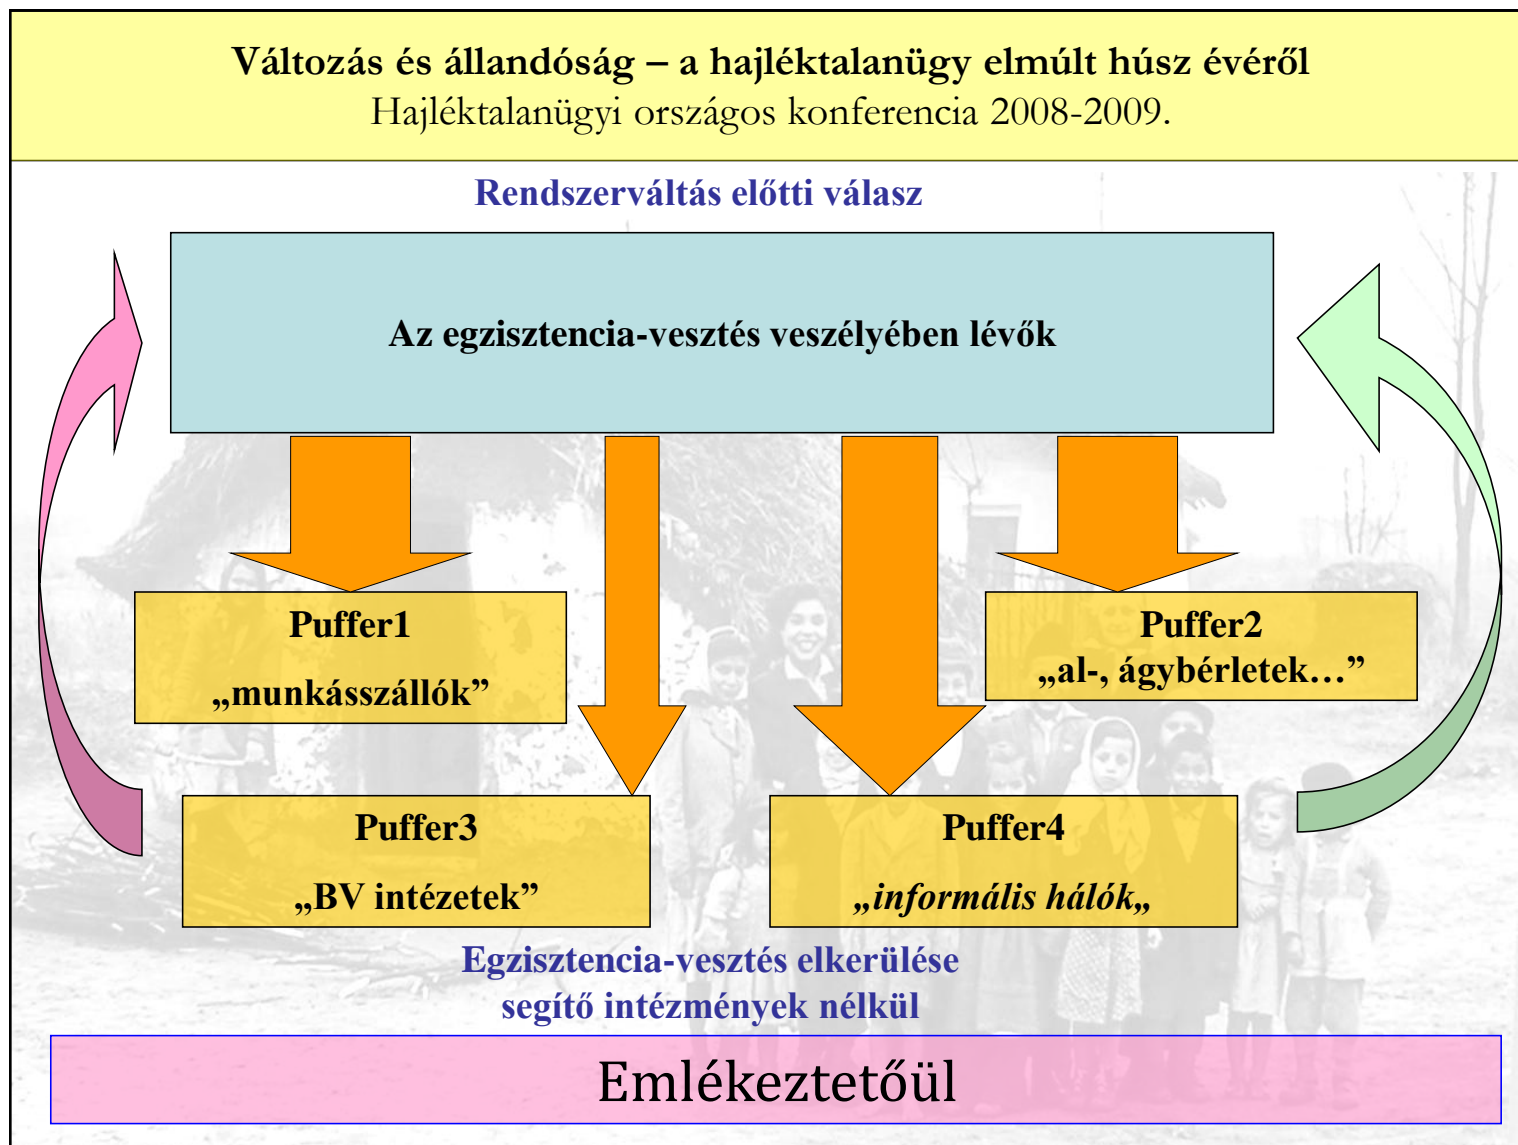 Változás és állandóság – a hajléktalanügy elmúlt húsz évéről
Hajléktalanügyi országos konferencia 2008-2009.
Rendszerváltás előtti válasz
Az egzisztencia-vesztés veszélyében lévők
Puffer1
„munkásszállók”
Puffer2
„al-, ágybérletek…”
Puffer3
„BV intézetek”
Puffer4
„informális hálók„
Egzisztencia-vesztés elkerülése
segítő intézmények nélkül
Emlékeztetőül